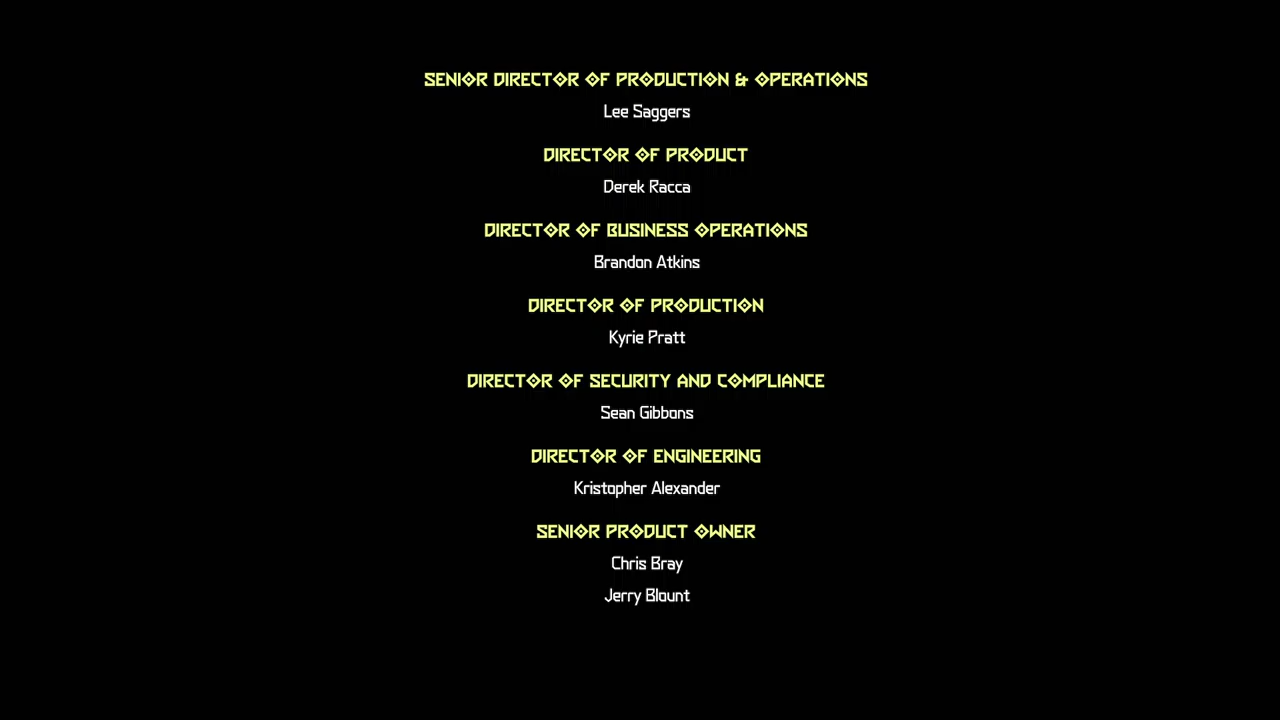 SENIOR DIRECTOR OF PRODUCTION & OPERATIONS
Lee Saggers
DIRECTOR OF PRODUCT
Derek Racca
DIRECTOR OF BUSINESS OPERATIONS
Brandon Atkins
DIRECTOR OF PRODUCTION
Kyrie Pratt
DIRECTOR OF SECURITY AND COMPLIANCE
Sean Gibbons
DIRECTOR OF ENGINEERING
Kristopher Alexander
SENIOR PRODUCT OWNER
Chris Bray
Jerry Blount